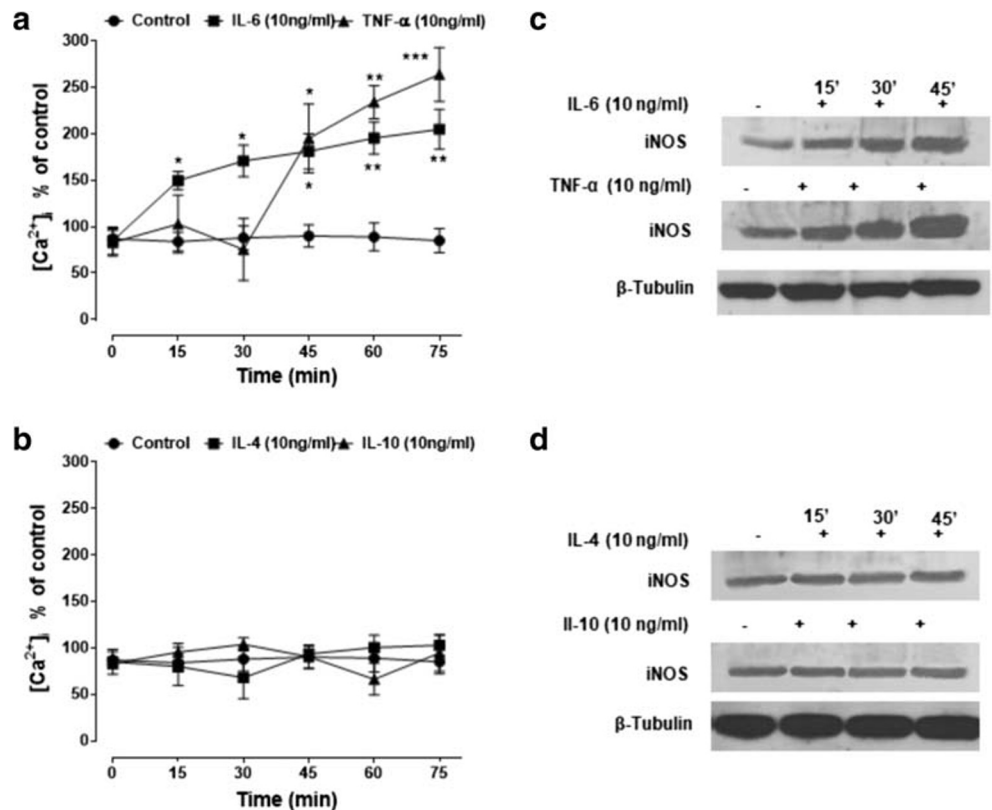 a
Control IL-6 (10ng/ml) TNF-α (10ng/ml)
300
250
200
150
100
50
0
[Ca²⁺]ᵢ, % of control
* * * * ** ** *** **
0 15 30 45 60 75
Time (min)
b
Control IL-4 (10ng/ml) IL-10 (10ng/ml)
300
250
200
150
100
50
0
[Ca²⁺]ᵢ, % of control
0 15 30 45 60 75
Time (min)
c
15' 30' 45'
IL-6 (10 ng/ml) - + + +
iNOS
TNF-α (10 ng/ml) - + + +
iNOS
β-Tubulin
d
15' 30' 45'
IL-4 (10 ng/ml) - + + +
iNOS
Il-10 (10 ng/ml) - + + +
iNOS
β-Tubulin